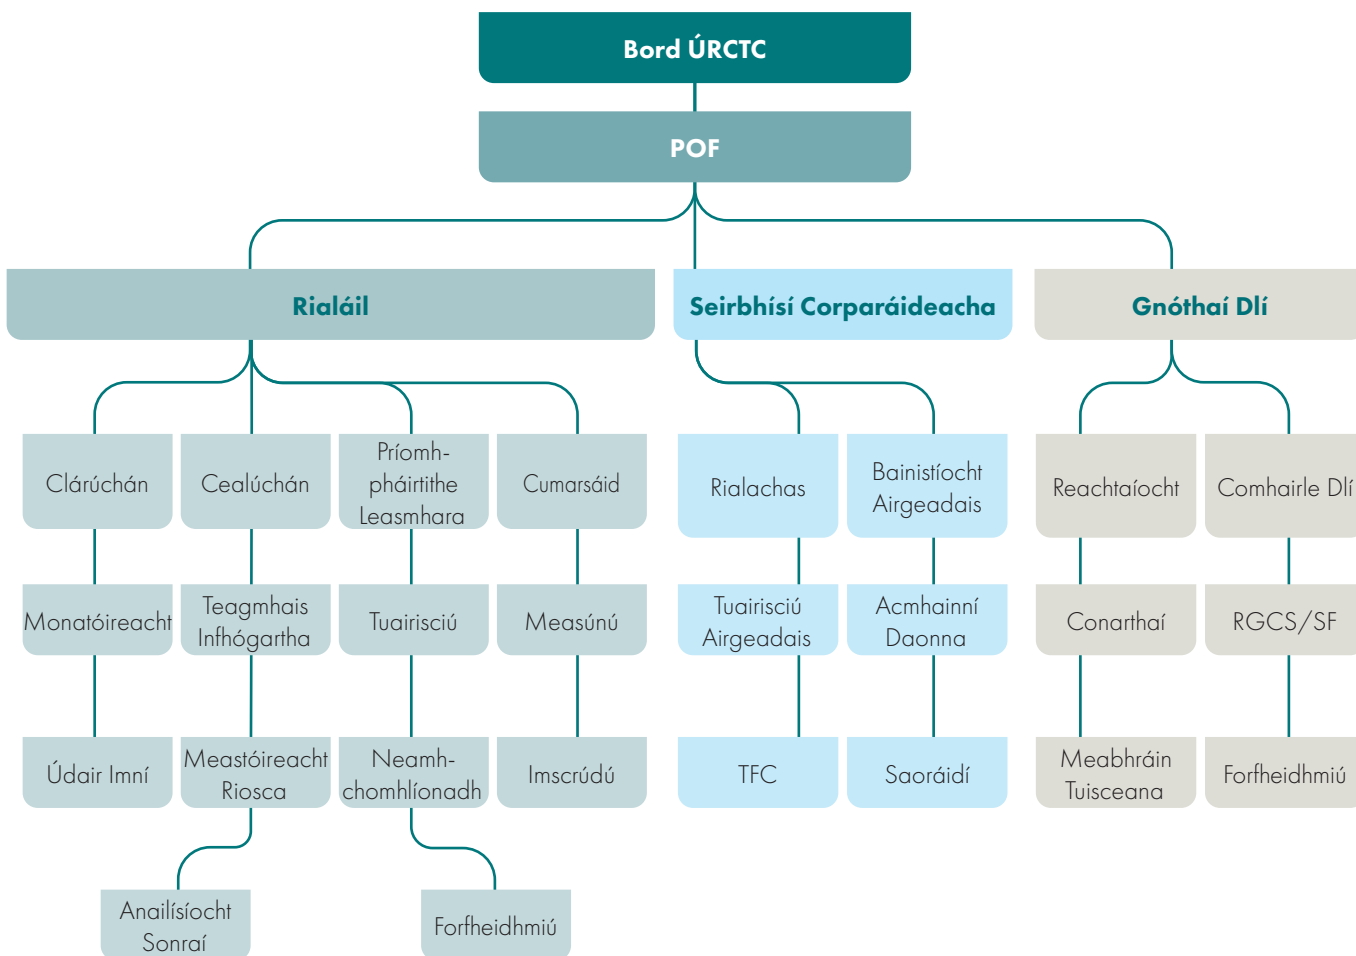 Bord ÚRCTC
POF
Rialáil
Seirbhísí Corparáideacha
Gnóthaí Dlí
Clárúchán
Cealúchán
Príomh-
pháirtithe
Leasmhara
Cumarsáid
Rialachas
Bainistíocht
Airgeadais
Reachtaíocht
Comhairle Dlí
Monatóireacht
Teagmhais
Infhógartha
Tuairisciú
Measúnú
Tuairisciú
Airgeadais
Acmhainní
Daonna
Conarthaí
RGCS/SF
Údair Imní
Meastóireacht
Riosca
Neamh-
chomhlíonadh
Imscrúdú
TFC
Saoráidí
Meabhráin
Tuisceana
Forfheidhmiú
Anailísíocht
Sonraí
Forfheidhmiú